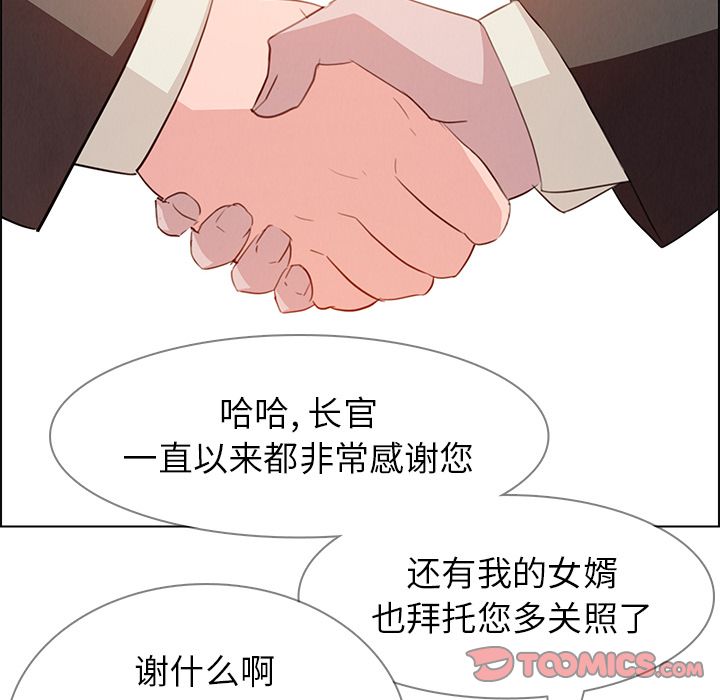 哈哈, 长官
一直以来都非常感谢您
还有我的女婿
也拜托您多关照了
谢什么啊
TOOMICS.com